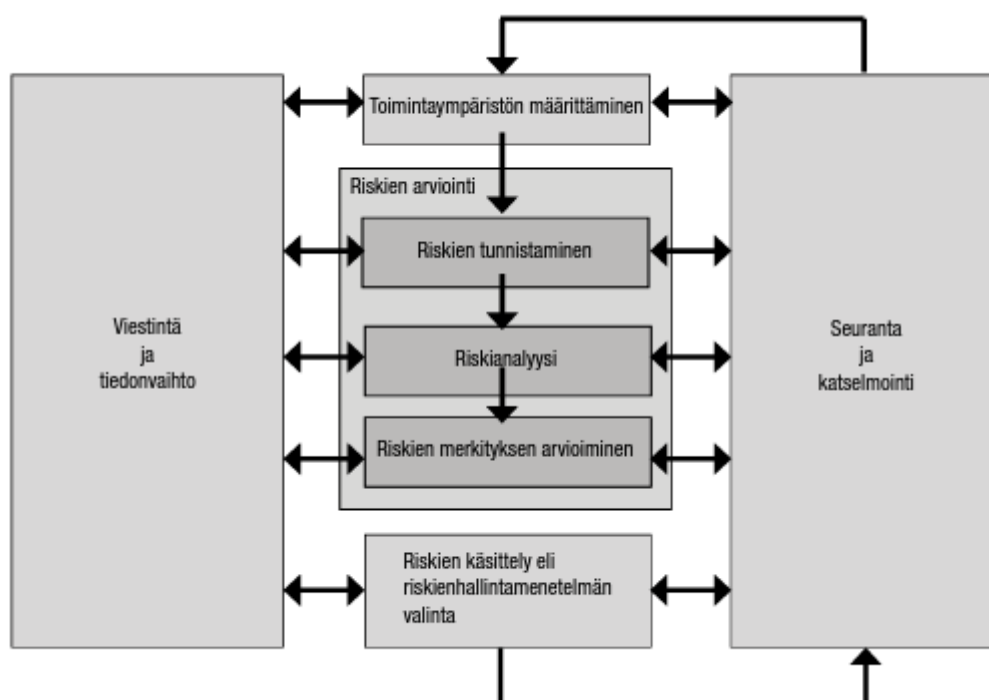 Toimintaympäristön määrittäminen
Riskien arviointi
Riskien tunnistaminen
Viestintä
ja
tiedonvaihto
Riskianalyysi
Seuranta
ja
katselmointi
Riskien merkityksen arvioiminen
Riskien käsittely eli
riskienhallintamenetelmän
valinta